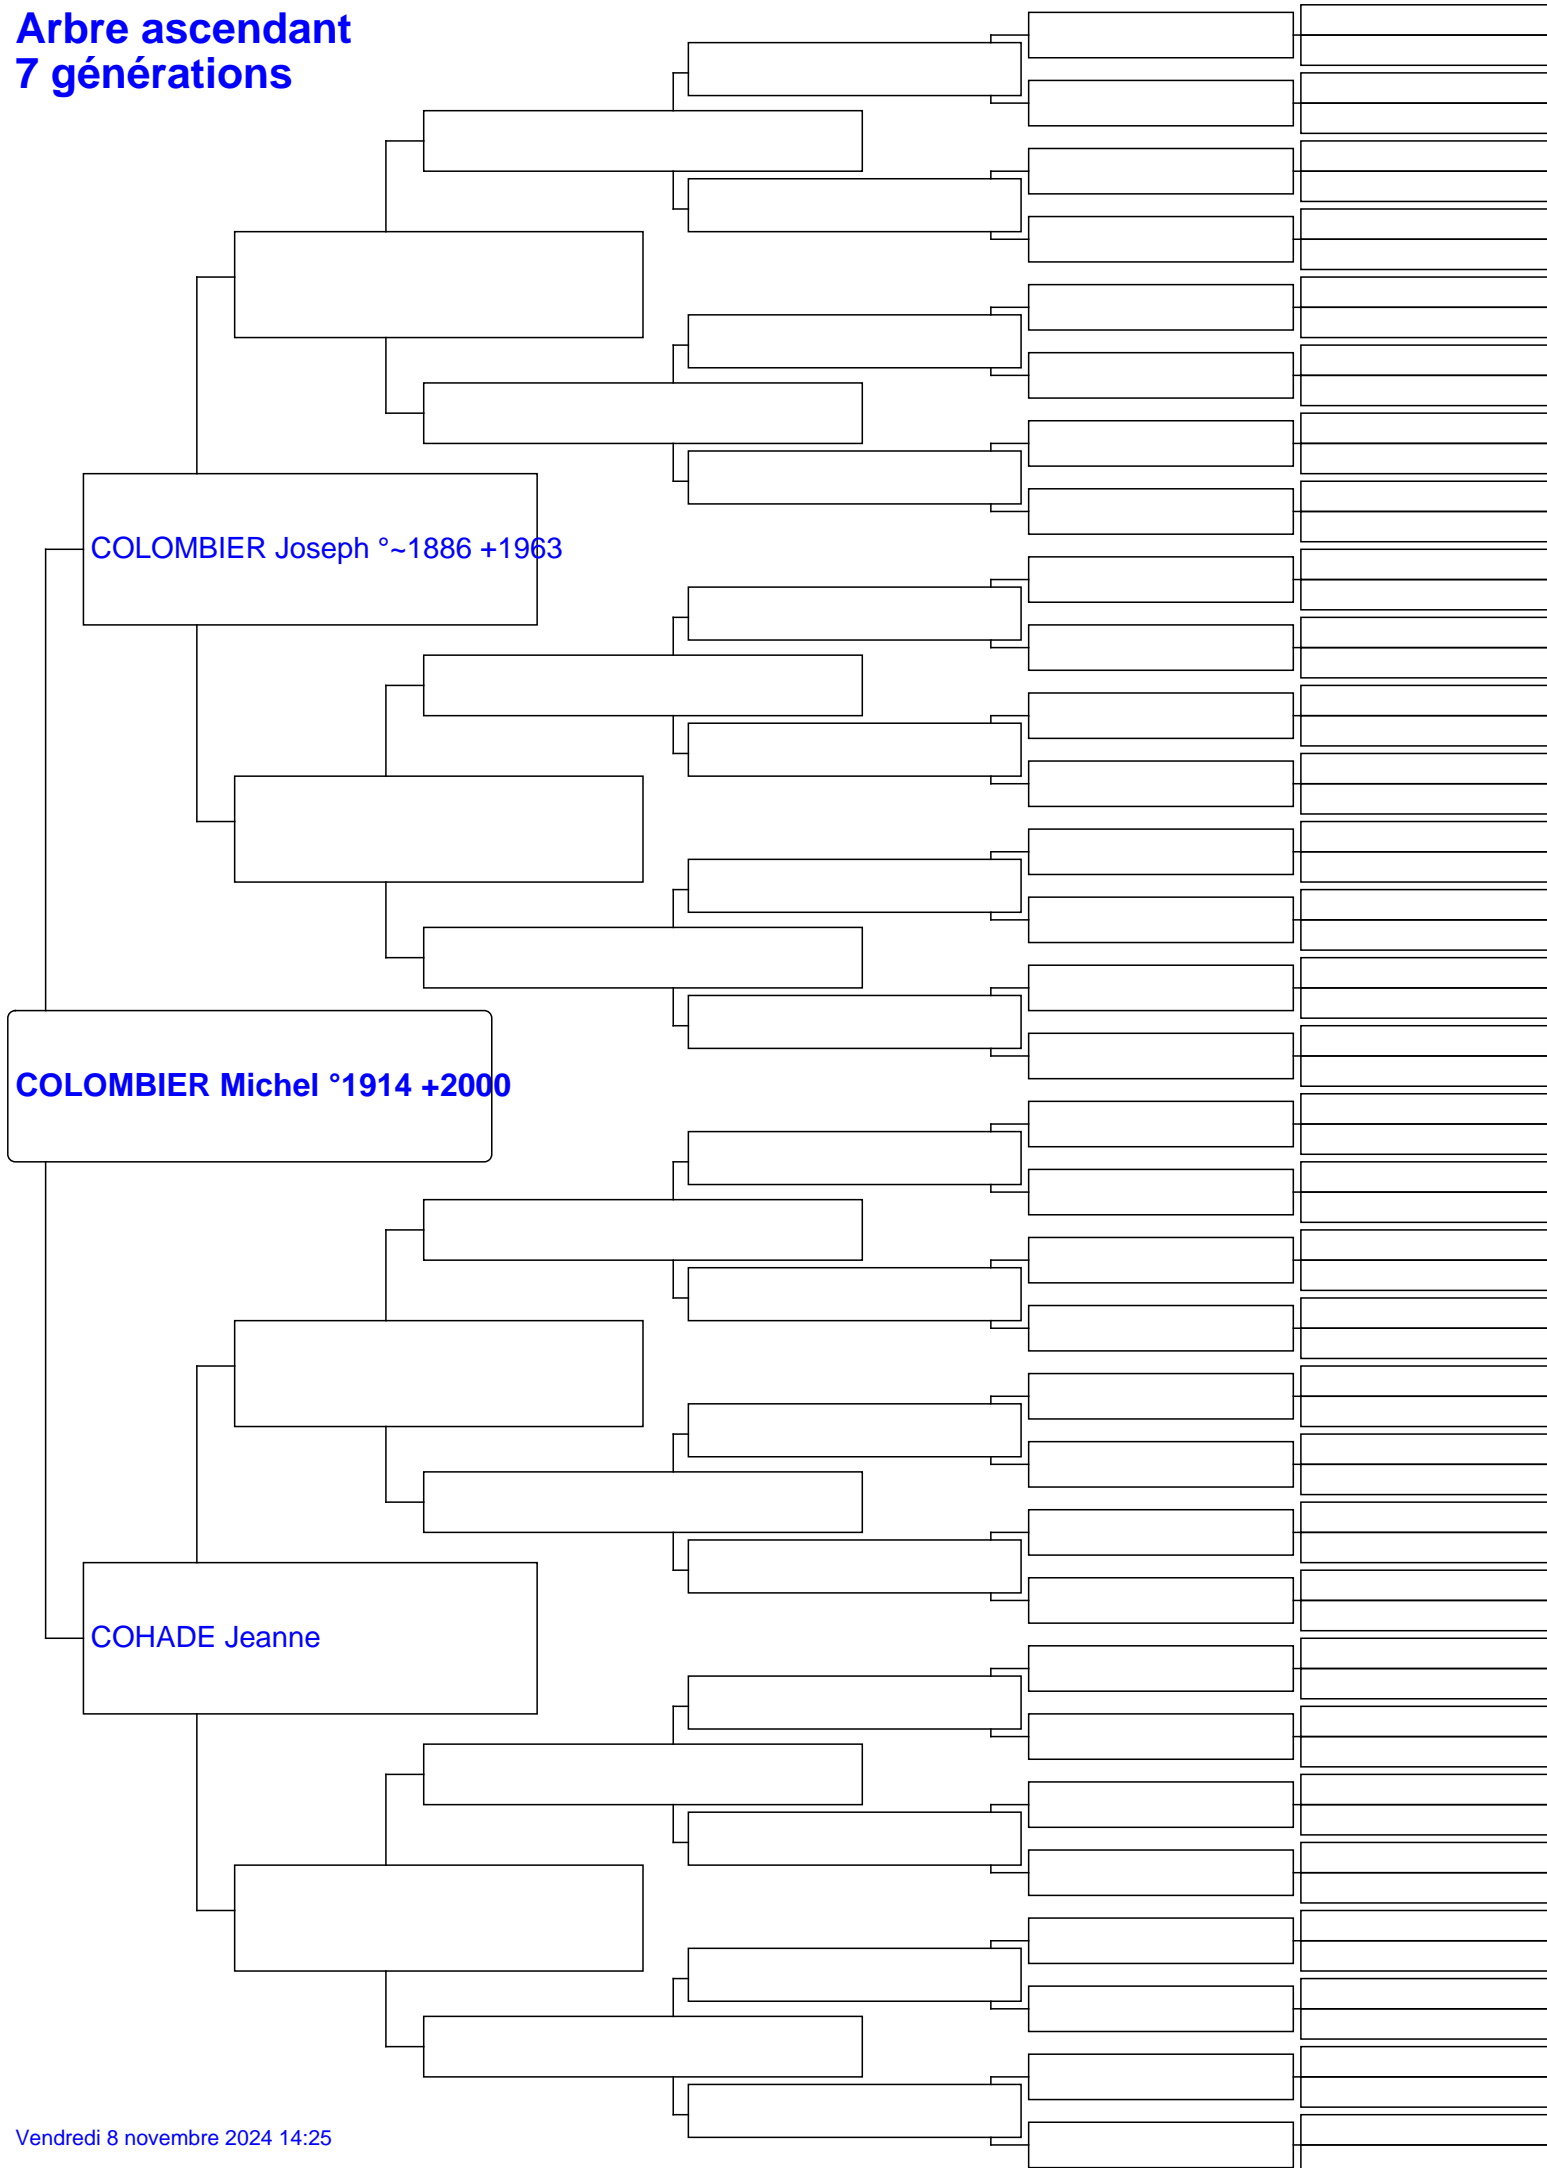 Arbre ascendant
7 générations
COLOMBIER Joseph °~1886 +1963
COLOMBIER Michel °1914 +2000
COHADE Jeanne
Vendredi 8 novembre 2024 14:25